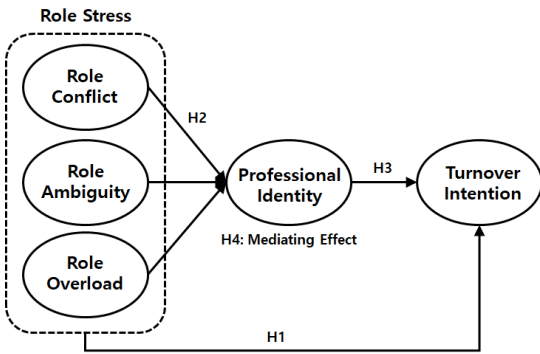 Role Stress
Role
Conflict
H2
Role
Ambiguity
Professional
Identity
H3
Turnover
Intention
H4: Mediating Effect
Role
Overload
H1